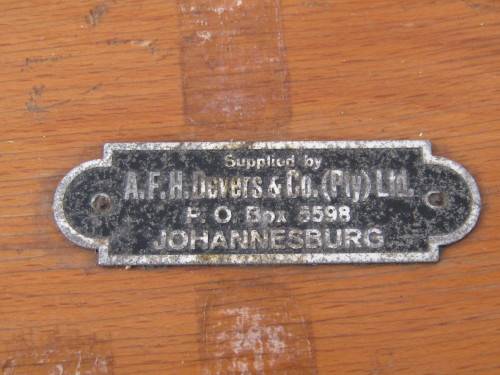 Supplied by
A.F.H. Devers & Co. (Pty) Ltd.
P. O. Box 5598
JOHANNESBURG